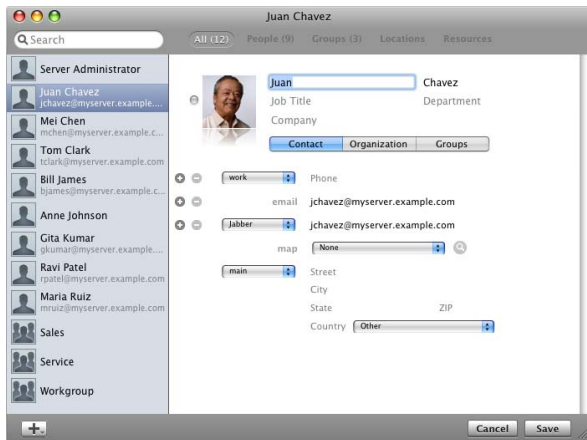 Juan Chavez
Search
All (12) People (9) Groups (3) Locations Resources
Server Administrator
Juan Chavez
jchavez@myserver.example....
Mei Chen
mchen@myserver.example.c...
Tom Clark
tclark@myserver.example.com
Bill James
bjames@myserver.example....
Anne Johnson
Gita Kumar
gkumar@myserver.example....
Ravi Patel
rpatel@myserver.example.com
Maria Ruiz
mruiz@myserver.example.com
Sales
Service
Workgroup
Juan Chavez
Job Title Department
Company
Contact Organization Groups
work Phone
email jchavez@myserver.example.com
Jabber jchavez@myserver.example.com
map None
main Street
City
State ZIP
Country Other
Cancel Save